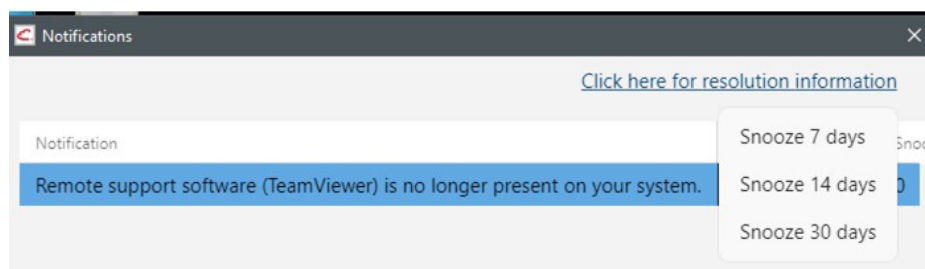 Notifications
Click here for resolution information
Notification
Snooze 7 days
Remote support software (TeamViewer) is no longer present on your system.
Snooze 14 days
Snooze 30 days